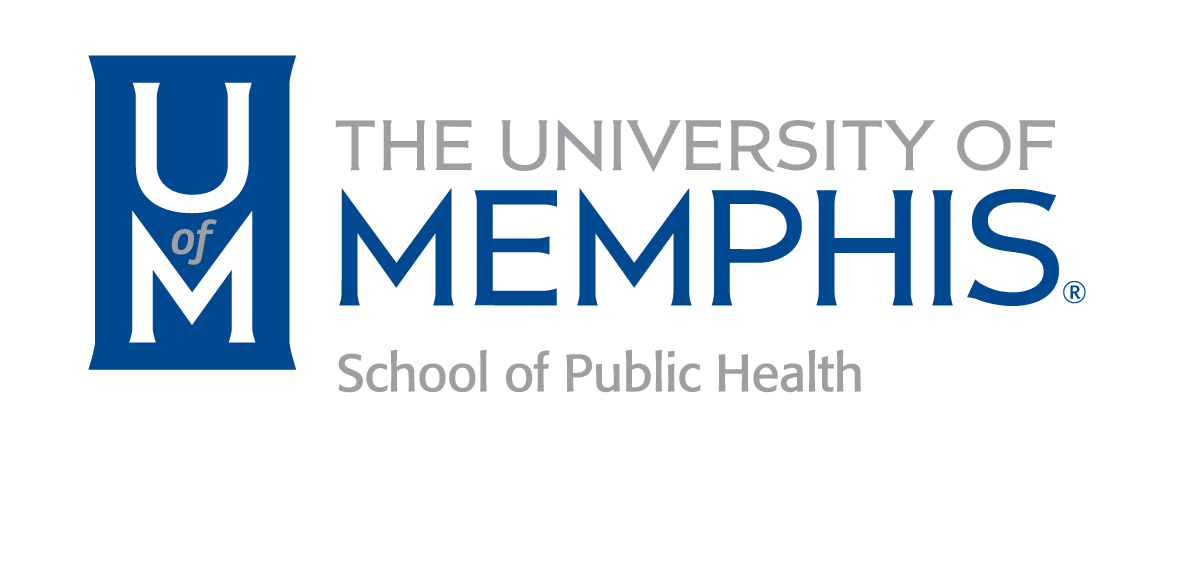 U
of
M
THE UNIVERSITY OF
MEMPHIS®
School of Public Health